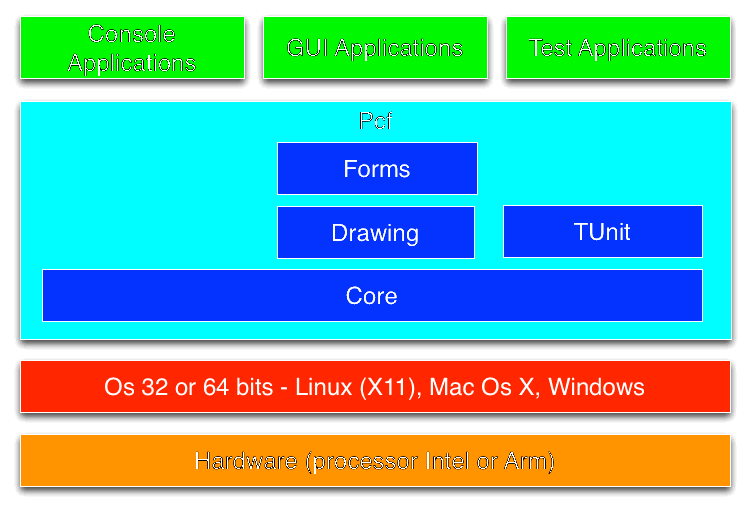 Console
Applications
GUI Applications
Test Applications
Pcf
Forms
Drawing
TUnit
Core
Os 32 or 64 bits - Linux (X11), Mac Os X, Windows
Hardware (processor Intel or Arm)